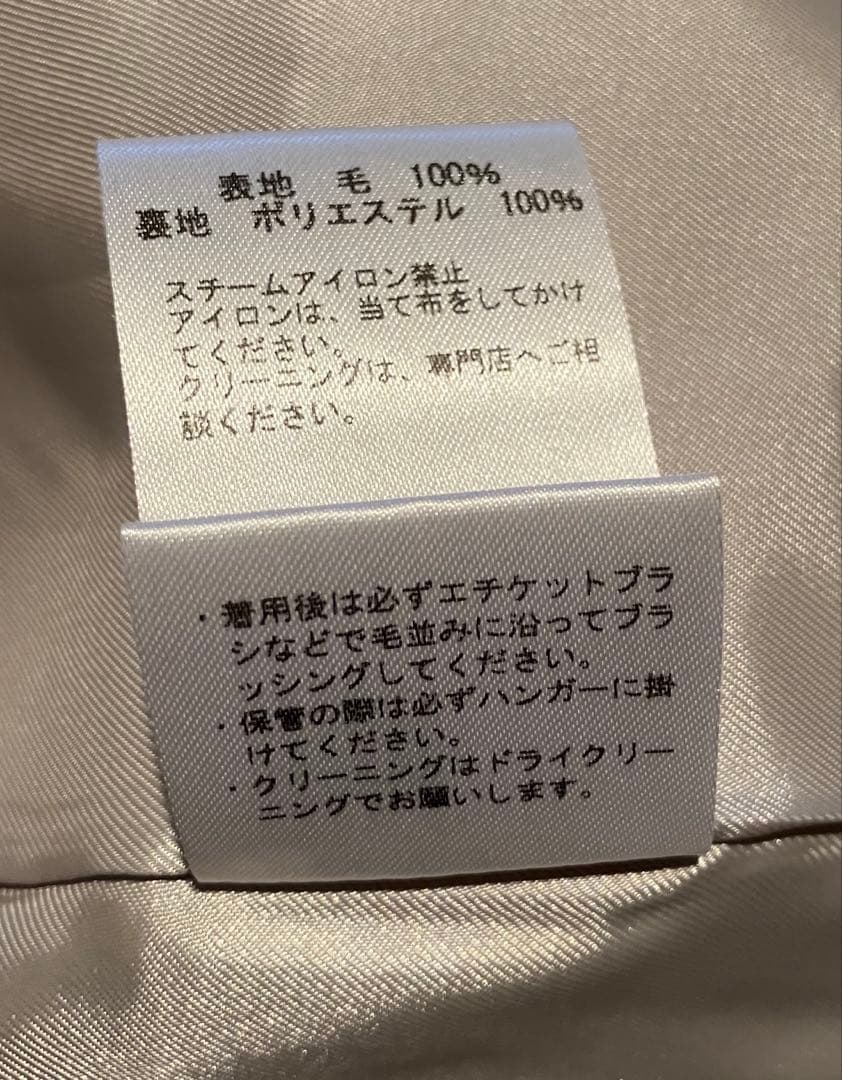 表地　毛　100%
裏地　ポリエステル　100%
スチームアイロン禁止
アイロンは、当て布をしてかけ
てください。
クリーニングは、専門店へご相
談ください。
・着用後は必ずエチケットブラ
シなどで毛並みに沿ってブラ
ッシングしてください。
・保管の際は必ずハンガーに掛
けてください。
・クリーニングはドライクリー
ニングでお願いします。